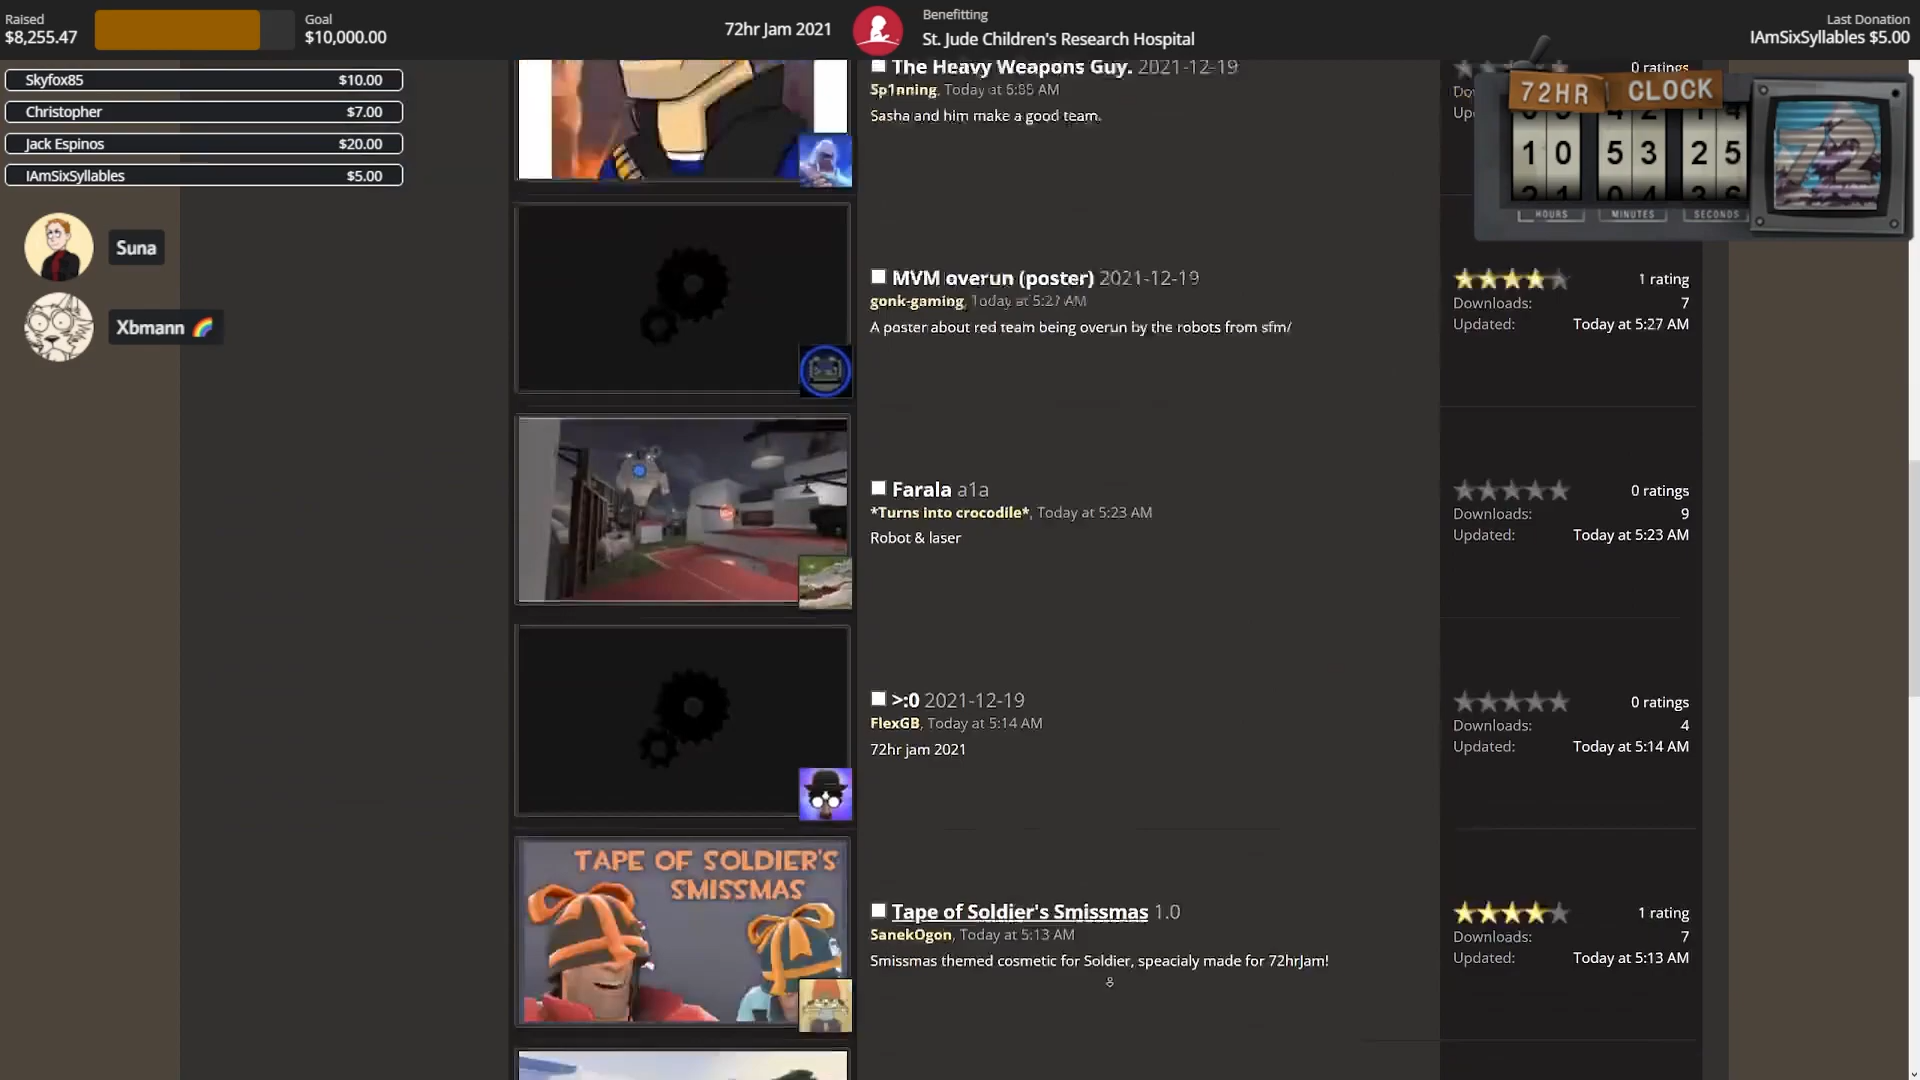 Raised
$8,255.47
Goal
$10,000.00
72hr Jam 2021
Benefitting
St. Jude Children's Research Hospital
Last Donation
IAmSixSyllables $5.00
Skyfox85 $10.00
Christopher $7.00
Jack Espinos $20.00
IAmSixSyllables $5.00
Suna
Xbmann 🌈
72HR CLOCK
10 53 25
HOURS MINUTES SECONDS
72
The Heavy Weapons Guy. 2021-12-19
Sp1nning, Today at
Sasha and him make a good team.
0 ratings
MVM overun (poster) 2021-12-19
gonk-gaming, Today at 5:27 AM
A poster about red team being overun by the robots from sfm/
1 rating
Downloads: 7
Updated: Today at 5:27 AM
Farala a1a
*Turns into crocodile*, Today at 5:23 AM
Robot & laser
0 ratings
Downloads: 9
Updated: Today at 5:23 AM
>:0 2021-12-19
FlexGB, Today at 5:14 AM
72hr jam 2021
0 ratings
Downloads: 4
Updated: Today at 5:14 AM
TAPE OF SOLDIER'S
SMISSMAS
Tape of Soldier's Smissmas 1.0
SanekOgon, Today at 5:13 AM
Smissmas themed cosmetic for Soldier, speacialy made for 72hrJam!
1 rating
Downloads: 7
Updated: Today at 5:13 AM